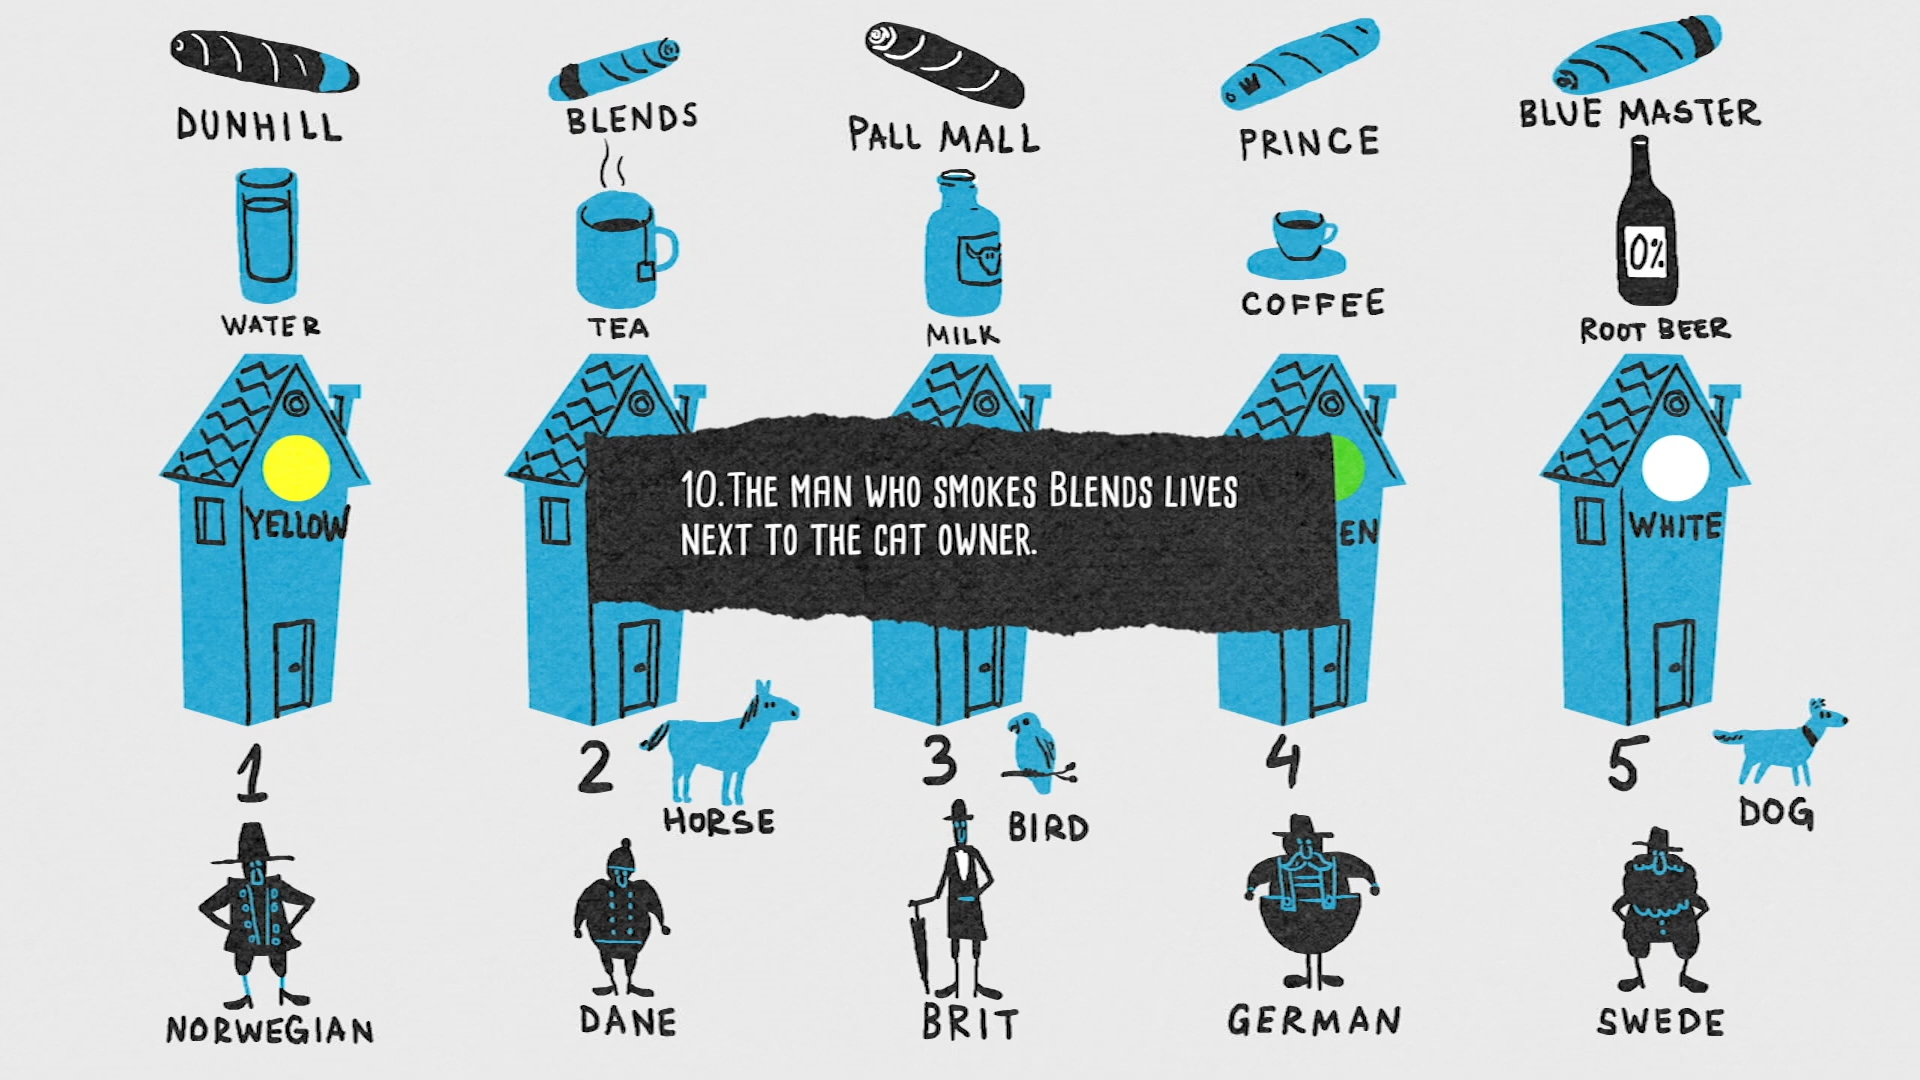 DUNHILL
BLENDS
PALL MALL
PRINCE
BLUE MASTER
0%
WATER
TEA
MILK
COFFEE
ROOT BEER
YELLOW
10. THE MAN WHO SMOKES BLENDS LIVES
NEXT TO THE CAT OWNER.
EN
WHITE
1
2
3
4
5
HORSE
BIRD
DOG
NORWEGIAN
DANE
BRIT
GERMAN
SWEDE